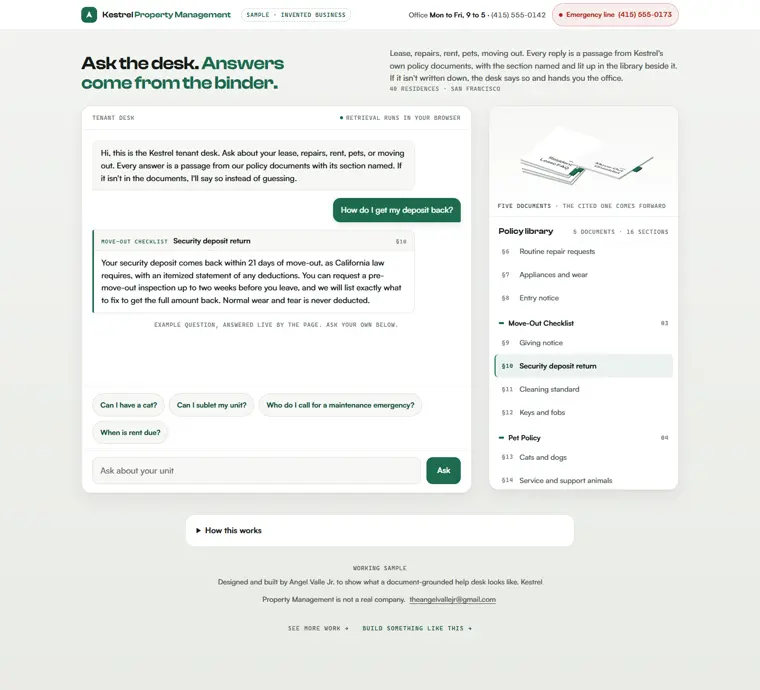 Kestrel Property Management
SAMPLE · INVENTED BUSINESS
Office Mon to Fri, 9 to 5 · (415) 555-0142
Emergency line (415) 555-0173
Ask the desk. Answers
come from the binder.
Lease, repairs, rent, pets, moving out. Every reply is a passage from Kestrel's
own policy documents, with the section named and lit up in the library beside it.
If it isn't written down, the desk says so and hands you the office.
40 RESIDENCES · SAN FRANCISCO
TENANT DESK
RETRIEVAL RUNS IN YOUR BROWSER
Hi, this is the Kestrel tenant desk. Ask about your lease, repairs, rent, pets, or moving
out. Every answer is a passage from our policy documents with its section named. If
it isn't in the documents, I'll say so instead of guessing.
How do I get my deposit back?
MOVE-OUT CHECKLIST Security deposit return §10
Your security deposit comes back within 21 days of move-out, as California law
requires, with an itemized statement of any deductions. You can request a pre-
move-out inspection up to two weeks before you leave, and we will list exactly what
to fix to get the full amount back. Normal wear and tear is never deducted.
EXAMPLE QUESTION, ANSWERED LIVE BY THE PAGE. ASK YOUR OWN BELOW.
Can I have a cat?
Can I sublet my unit?
Who do I call for a maintenance emergency?
When is rent due?
Ask about your unit
Ask
FIVE DOCUMENTS · THE CITED ONE COMES FORWARD
Policy library
5 DOCUMENTS · 16 SECTIONS
§6 Routine repair requests
§7 Appliances and wear
§8 Entry notice
Move-Out Checklist 03
§9 Giving notice
§10 Security deposit return
§11 Cleaning standard
§12 Keys and fobs
Pet Policy 04
§13 Cats and dogs
§14 Service and support animals
How this works
WORKING SAMPLE
Designed and built by Angel Valle Jr. to show what a document-grounded help desk looks like. Kestrel
Property Management is not a real company. theangelvallejr@gmail.com
SEE MORE WORK →
BUILD SOMETHING LIKE THIS →